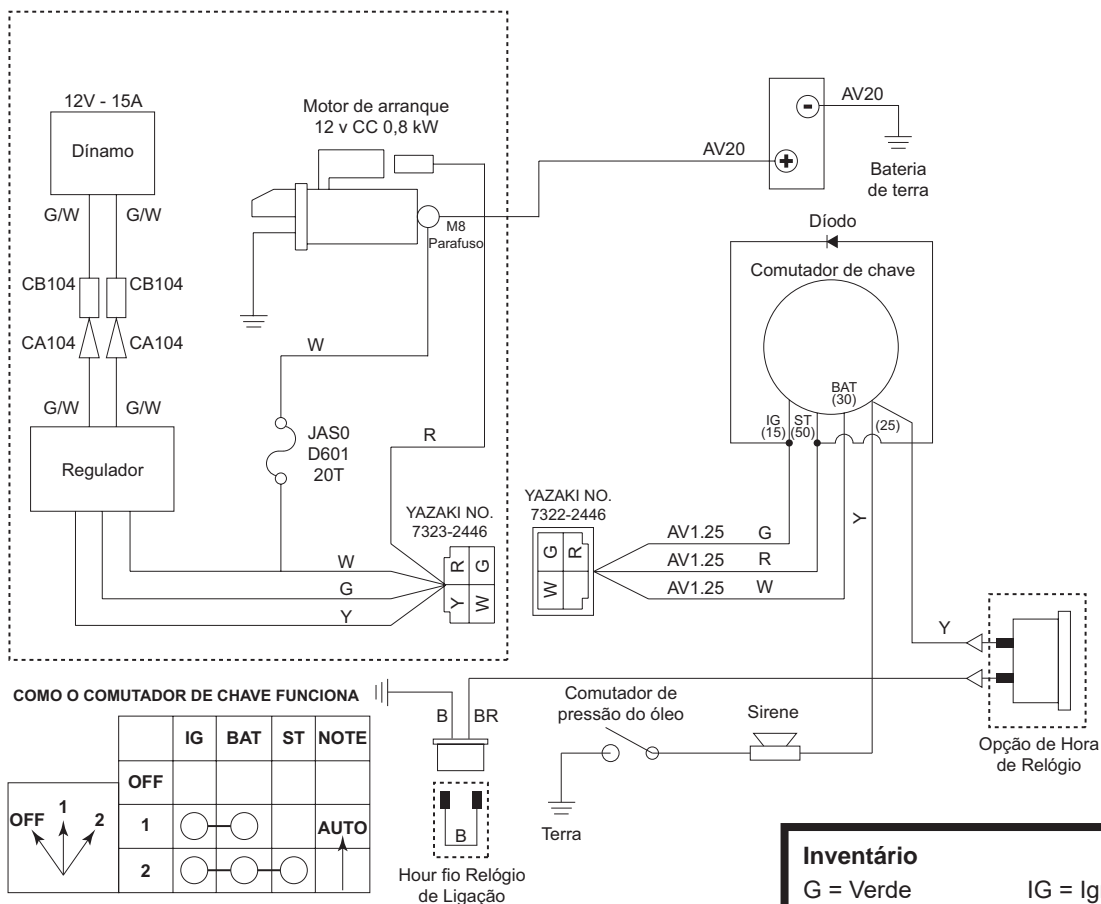 12V - 15A
Dínamo
G/W
G/W
CB104
CB104
CA104
CA104
G/W
G/W
Regulador
Motor de arranque
12 v CC 0,8 kW
M8
Parafuso
W
JAS0
D601
20T
R
YAZAKI NO.
7323-2446
R
G
Y
W
W
G
Y
AV20
AV20
Bateria
de terra
Díodo
Comutador de chave
BAT
(30)
IG
(15)
ST
(50)
(25)
YAZAKI NO.
7322-2446
G
R
W
AV1.25 G
AV1.25 R
AV1.25 W
Y
Y
Opção de Hora
de Relógio
Comutador de
pressão do óleo
Sirene
Terra
B
BR
B
Hour fio Relógio
de Ligação
COMO O COMUTADOR DE CHAVE FUNCIONA
IG BAT ST NOTE
OFF
1 AUTO
2
OFF 1 2
Inventário
G = Verde IG = Ig